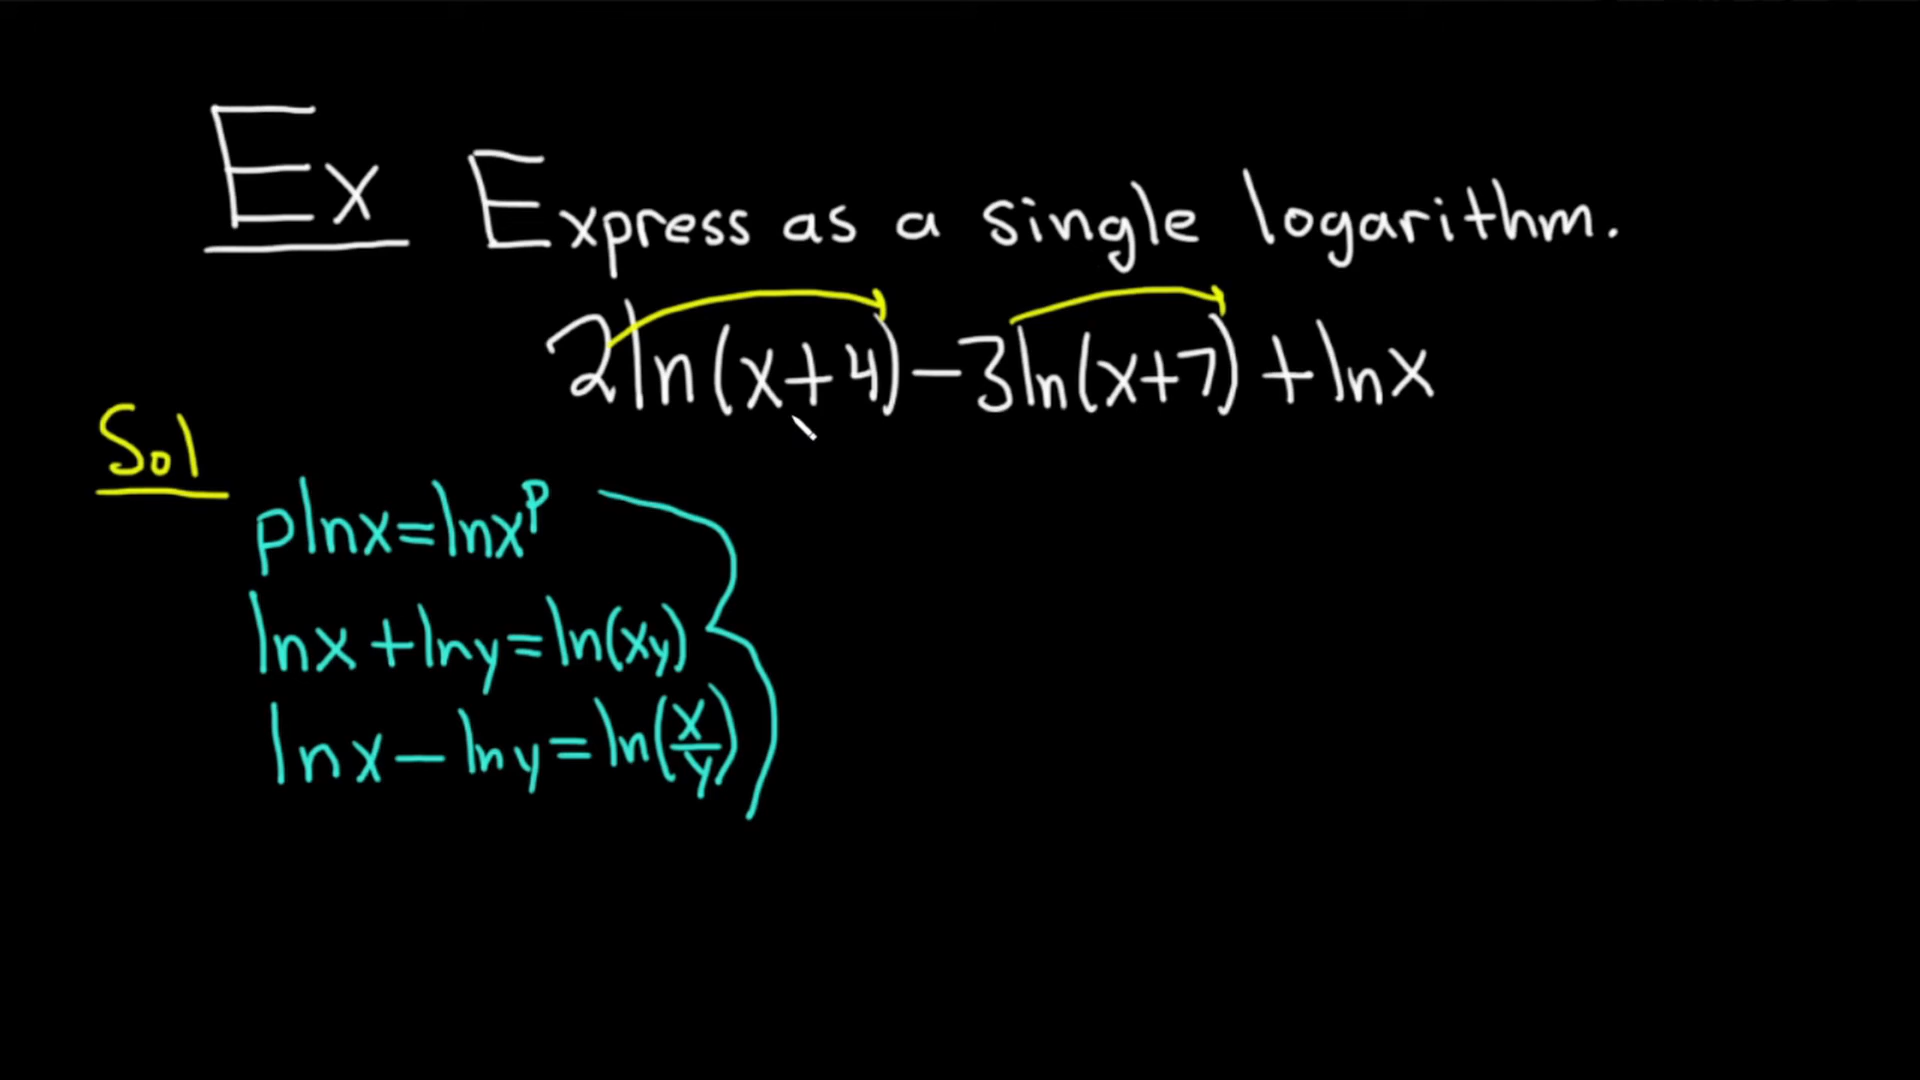 Ex Express as a single logarithm.
2ln(x+4)-3ln(x+7)+lnx
Sol
plnx=lnx^p
lnx+lny=ln(xy)
lnx-lny=ln(x/y)